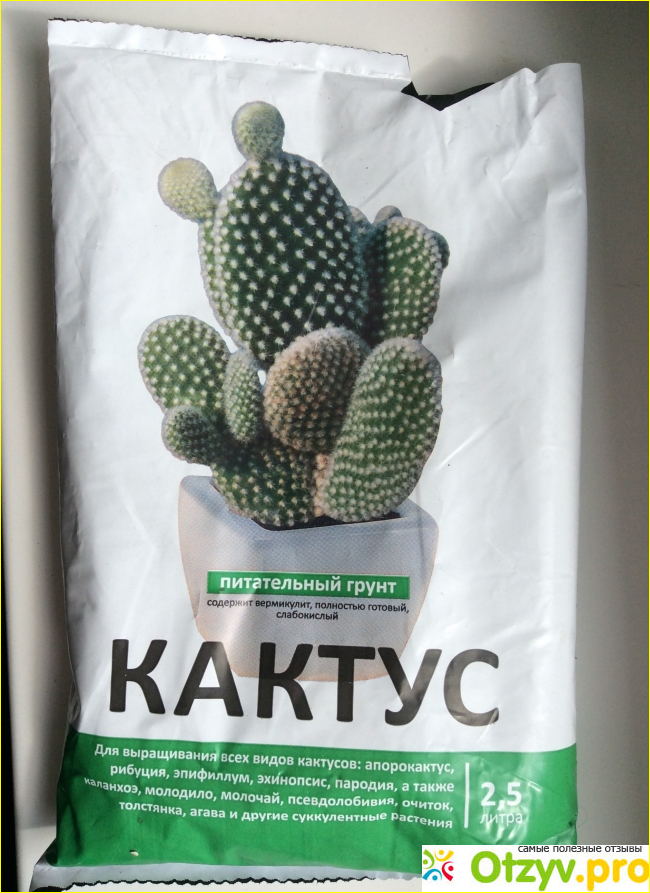 питательный грунт
содержит вермикулит, полностью готовый,
слабокислый
КАКТУС
Для выращивания всех видов кактусов: апорокактус,
рибуция, эпифиллум, эхинопсис, пародия, а также
каланхоэ, молодило, молочай, псевдолобивия, очиток,
толстянка, агава и другие суккулентные растения
2,5
литра
самые полезные отзывы
Otzyv.pro